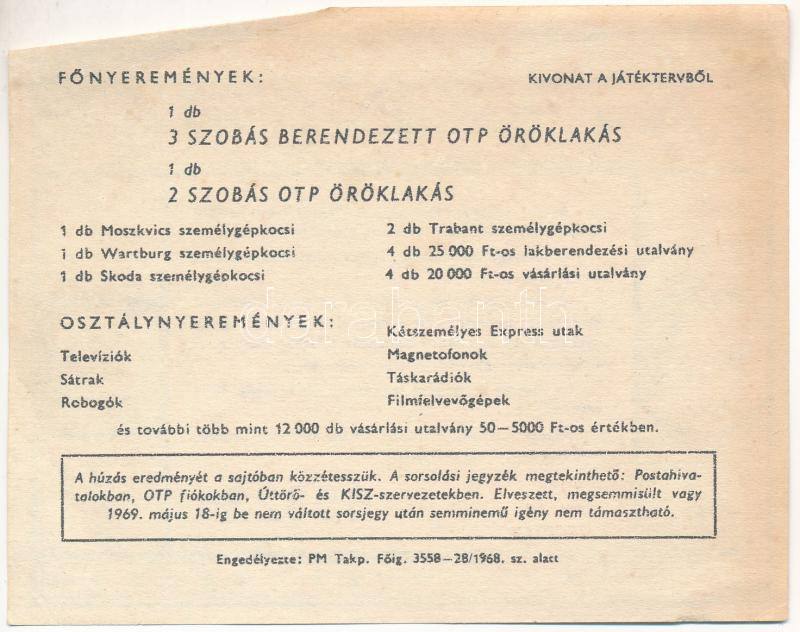 FŐNYEREMÉNYEK:
KIVONAT A JÁTÉKTERVBŐL
1 db
3 SZOBÁS BERENDEZETT OTP ÖRÖKLAKÁS
1 db
2 SZOBÁS OTP ÖRÖKLAKÁS
1 db Moszkvics személygépkocsi
1 db Wartburg személygépkocsi
1 db Skoda személygépkocsi
2 db Trabant személygépkocsi
4 db 25 000 Ft-os lakberendezési utalvány
4 db 20 000 Ft-os vásárlási utalvány
OSZTÁLYNYEREMÉNYEK:
Televíziók
Sátrak
Robogók
Kétszemélyes Express utak
Magnetofonok
Táskarádiók
Filmfelvevőgépek
és további több mint 12 000 db vásárlási utalvány 50—5000 Ft-os értékben.
A húzás eredményét a sajtóban közzétesszük. A sorsolási jegyzék megtekinthető: Postahiva-
talokban, OTP fiókokban, Úttörő- és KISZ-szervezetekben. Elveszett, megsemmisült vagy
1969. május 18-ig be nem váltott sorsjegy után semminemű igény nem támasztható.
Engedélyezte: PM Takp. Főig. 3558—28/1968. sz. alatt
darabanth